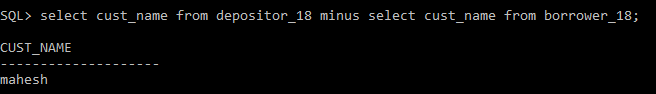 SQL> select cust_name from depositor_18 minus select cust_name from borrower_18;
CUST_NAME
--------------------
mahesh